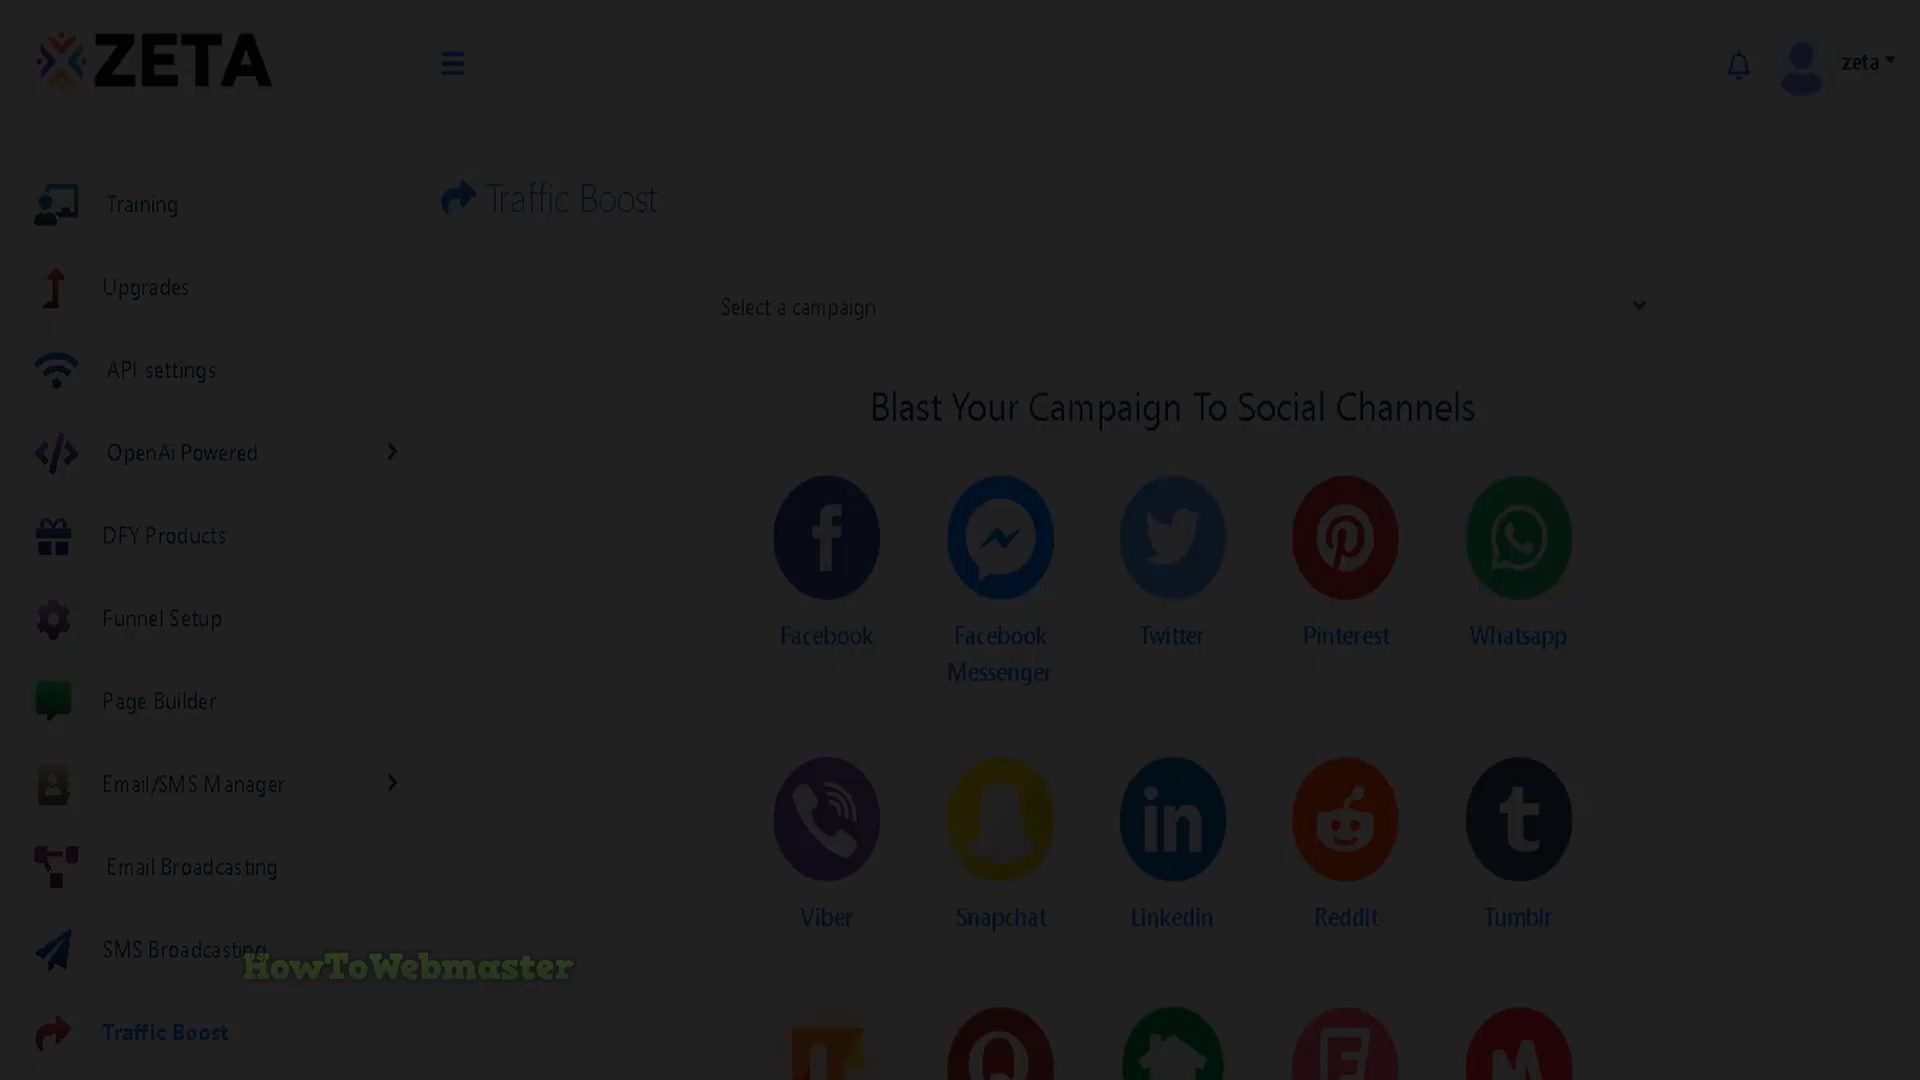 ZETA
zeta
Training
Upgrades
API settings
OpenAi Powered
DFY Products
Funnel Setup
Page Builder
Email/SMS Manager
Email Broadcasting
SMS Broadcasting
HowToWebmaster
Traffic Boost
Traffic Boost
Select a campaign
Blast Your Campaign To Social Channels
Facebook
Facebook
Messenger
Twitter
Pinterest
Whatsapp
Viber
Snapchat
Linkedin
Reddit
Tumblr